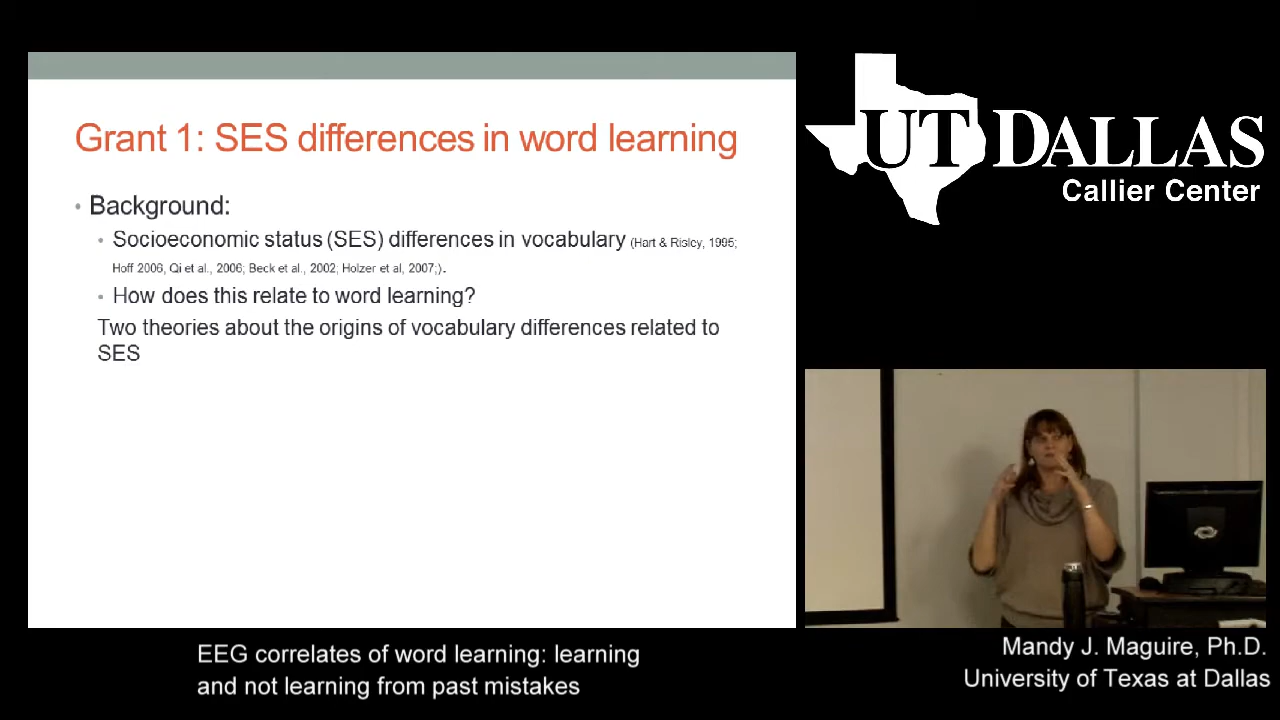 Grant 1: SES differences in word learning
• Background:
• Socioeconomic status (SES) differences in vocabulary (Hart & Risley, 1995;
Hoff 2006, Qi et al., 2006; Beck et al., 2002; Holzer et al, 2007;).
• How does this relate to word learning?
Two theories about the origins of vocabulary differences related to
SES
UT DALLAS
Callier Center
EEG correlates of word learning: learning
and not learning from past mistakes
Mandy J. Maguire, Ph.D.
University of Texas at Dallas